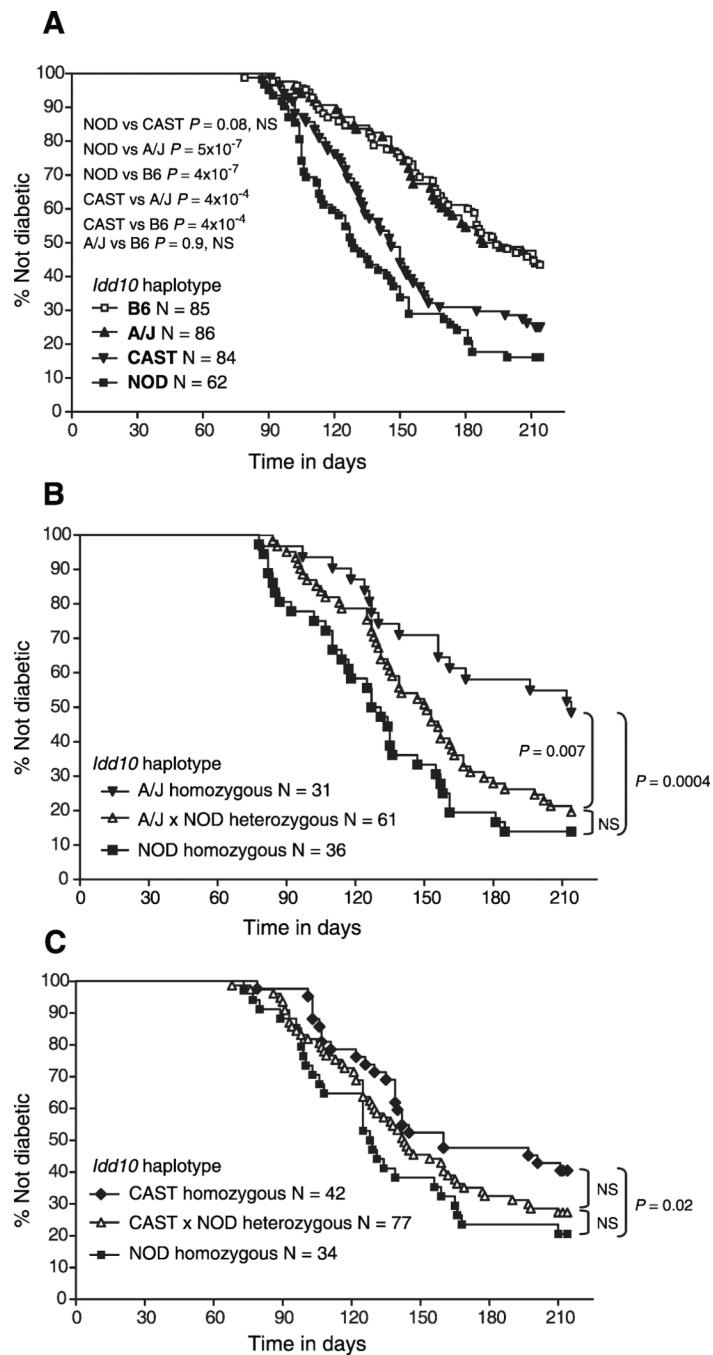 A
100
90
80
70
60
50
40
30
20
10
0
% Not diabetic
NOD vs CAST P = 0.08, NS
NOD vs A/J P = 5x10-7
NOD vs B6 P = 4x10-7
CAST vs A/J P = 4x10-4
CAST vs B6 P = 4x10-4
A/J vs B6 P = 0.9, NS
Idd10 haplotype
B6 N = 85
A/J N = 86
CAST N = 84
NOD N = 62
0 30 60 90 120 150 180 210
Time in days
B
100
90
80
70
60
50
40
30
20
10
0
% Not diabetic
P = 0.007
P = 0.0004
NS
Idd10 haplotype
A/J homozygous N = 31
A/J x NOD heterozygous N = 61
NOD homozygous N = 36
0 30 60 90 120 150 180 210
Time in days
C
100
90
80
70
60
50
40
30
20
10
0
% Not diabetic
Idd10 haplotype
CAST homozygous N = 42
CAST x NOD heterozygous N = 77
NOD homozygous N = 34
NS
NS
P = 0.02
0 30 60 90 120 150 180 210
Time in days